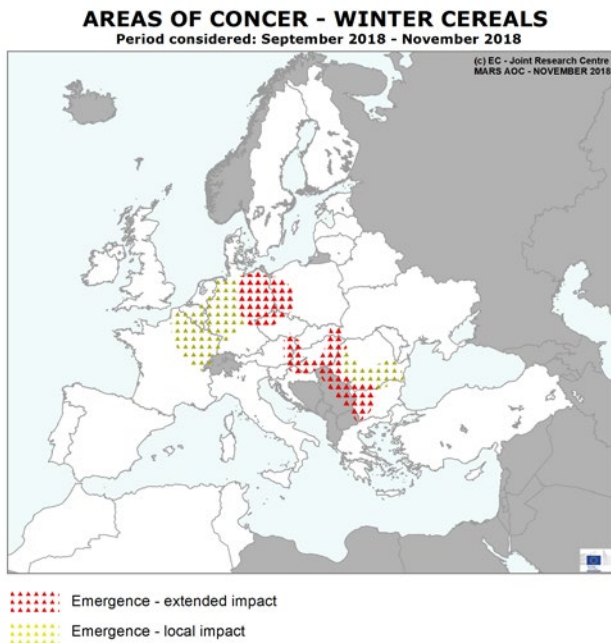 AREAS OF CONCER - WINTER CEREALS
Period considered: September 2018 - November 2018
(c) EC - Joint Research Centre
MARS AOC - NOVEMBER 2018
Emergence - extended impact
Emergence - local impact